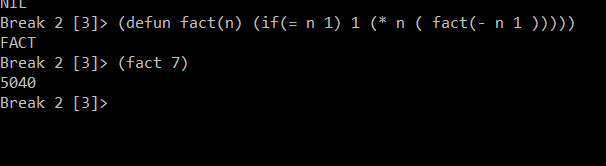 NIL
Break 2 [3]> (defun fact(n) (if(= n 1) 1 (* n ( fact(- n 1 )))))
FACT
Break 2 [3]> (fact 7)
5040
Break 2 [3]>